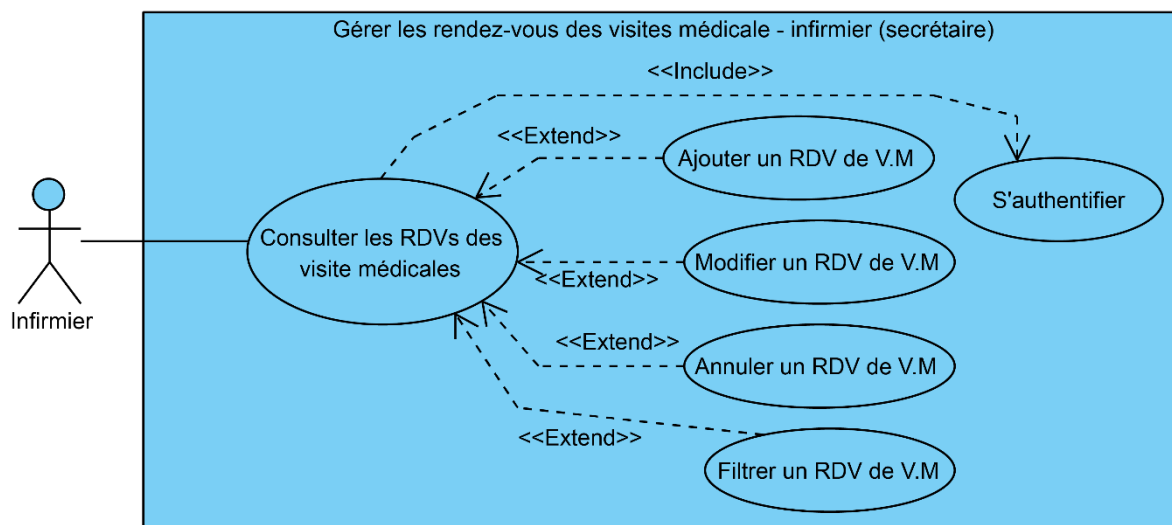 Gérer les rendez-vous des visites médicale - infirmier (secrétaire)
<<Include>>
<<Extend>>
Ajouter un RDV de V.M
S'authentifier
Consulter les RDVs des
visite médicales
Modifier un RDV de V.M
<<Extend>>
Infirmier
<<Extend>>
Annuler un RDV de V.M
<<Extend>>
Filtrer un RDV de V.M